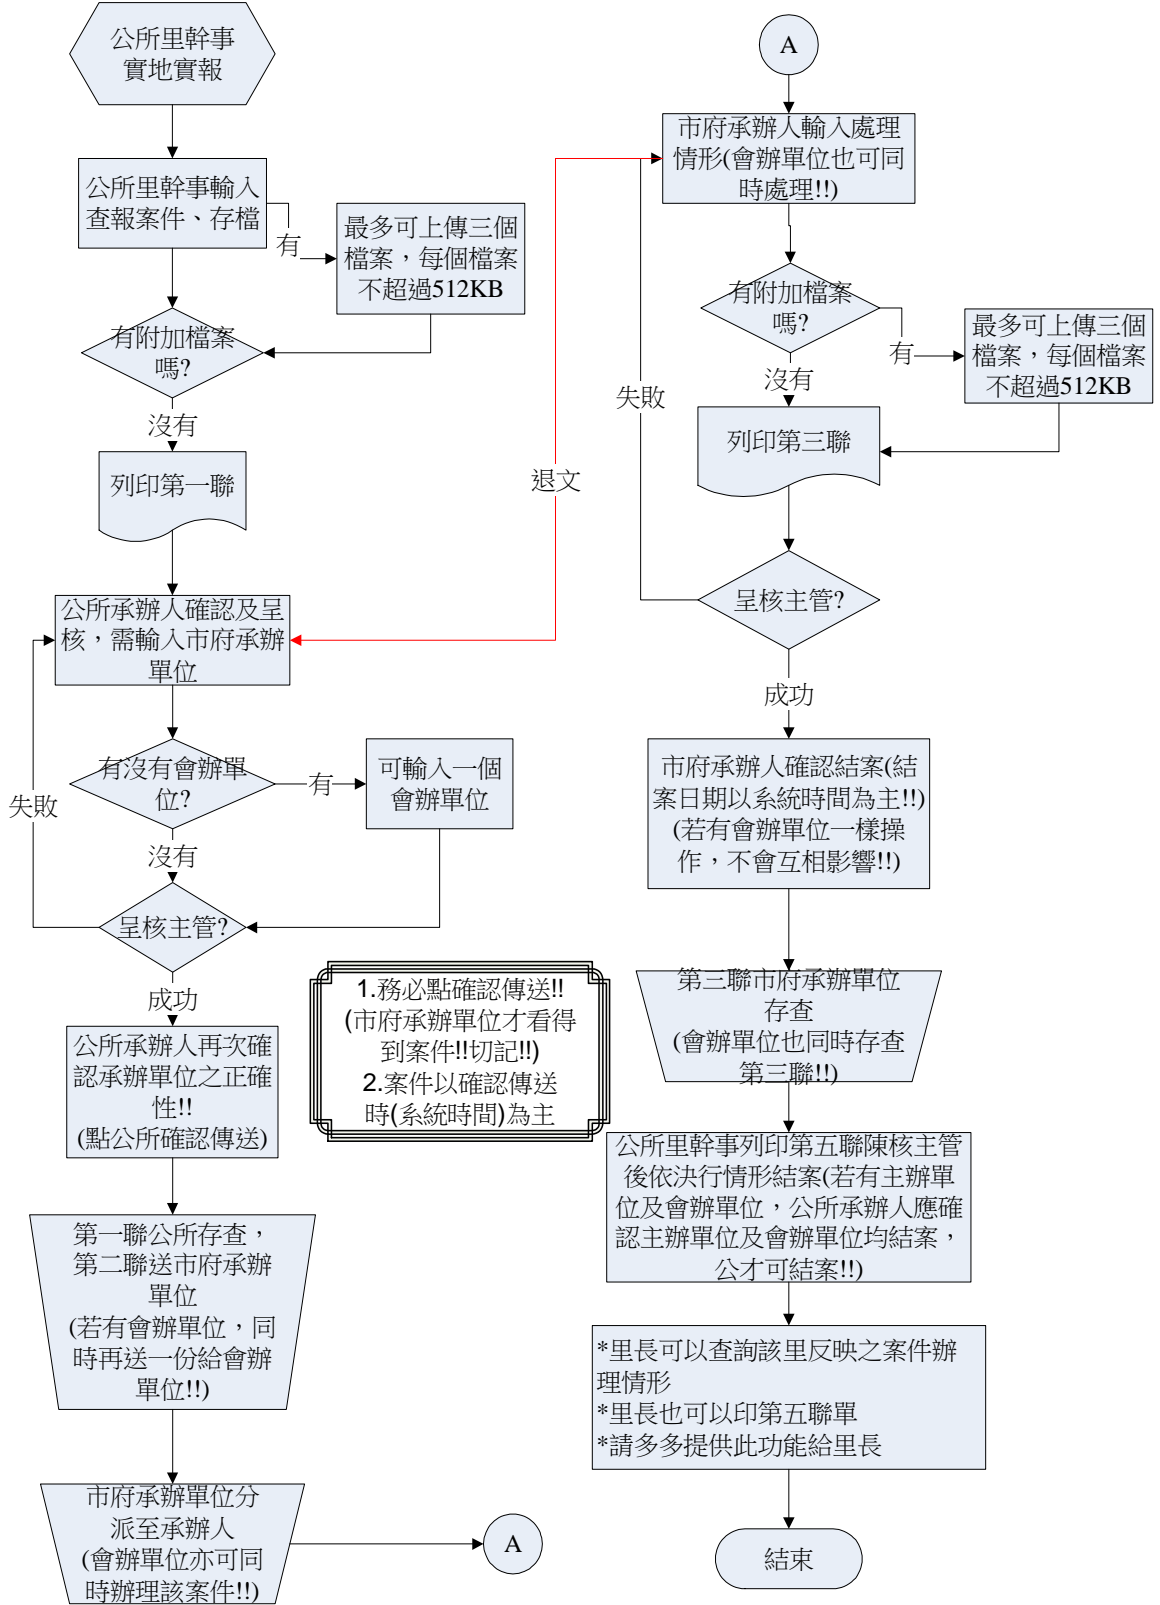 公所里幹事
實地實報
公所里幹事輸入
查報案件、存檔
有
最多可上傳三個
檔案，每個檔案
不超過512KB
有附加檔案
嗎?
沒有
列印第一聯
公所承辦人確認及呈
核，需輸入市府承辦
單位
有沒有會辦單
位?
有
可輸入一個
會辦單位
失敗
沒有
呈核主管?
成功
公所承辦人再次確
認承辦單位之正確
性!!
(點公所確認傳送)
1.務必點確認傳送!!
(市府承辦單位才看得
到案件!!切記!!)
2.案件以確認傳送
時(系統時間)為主
第一聯公所存查，
第二聯送市府承辦
單位
(若有會辦單位，同
時再送一份給會辦
單位!!)
市府承辦單位分
派至承辦人
(會辦單位亦可同
時辦理該案件!!)
A
A
市府承辦人輸入處理
情形(會辦單位也可同
時處理!!)
有附加檔案
嗎?
有
最多可上傳三個
檔案，每個檔案
不超過512KB
沒有
失敗
列印第三聯
退文
呈核主管?
成功
市府承辦人確認結案(結
案日期以系統時間為主!!)
(若有會辦單位一樣操
作，不會互相影響!!)
第三聯市府承辦單位
存查
(會辦單位也同時存查
第三聯!!)
公所里幹事列印第五聯陳核主管
後依決行情形結案(若有主辦單
位及會辦單位，公所承辦人應確
認主辦單位及會辦單位均結案，
公才可結案!!)
*里長可以查詢該里反映之案件辦
理情形
*里長也可以印第五聯單
*請多多提供此功能給里長
結束